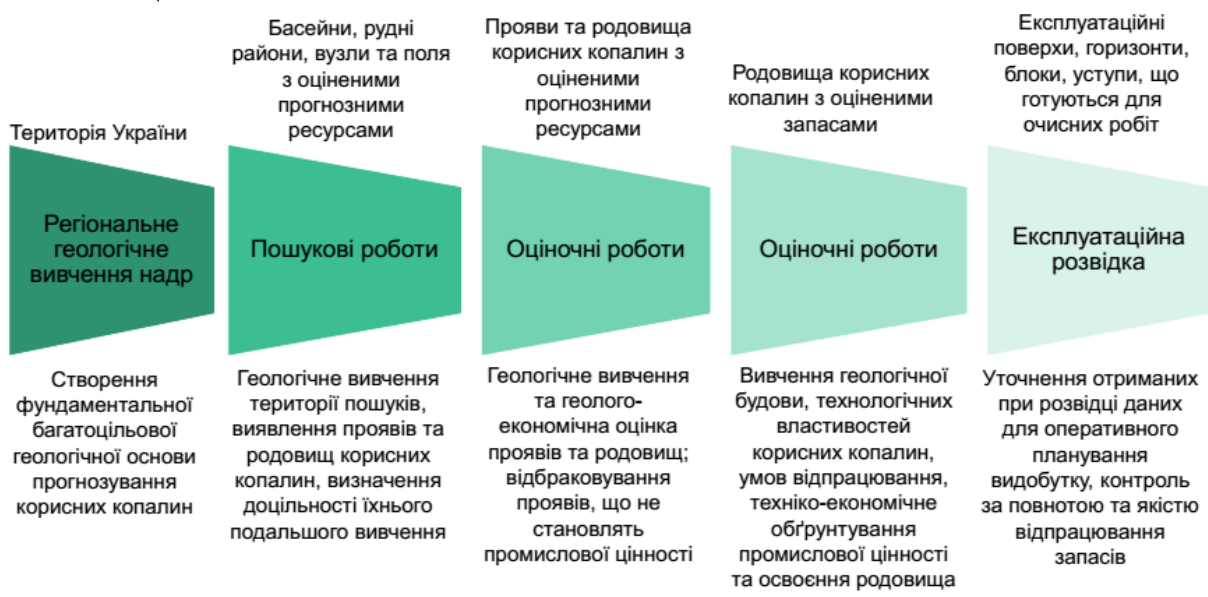 Територія України
Басейни, рудні
райони, вузли та поля
з оціненими
прогнозними
ресурсами
Прояви та родовища
корисних копалин з
оціненими
прогнозними
ресурсами
Родовища корисних
копалин з оціненими
запасами
Експлуатаційні
поверхи, горизонти,
блоки, уступи, що
готуються для
очисних робіт
Регіональне
геологічне
вивчення надр
Пошукові роботи
Оціночні роботи
Оціночні роботи
Експлуатаційна
розвідка
Створення
фундаментальної
багатоцільової
геологічної основи
прогнозування
корисних копалин
Геологічне вивчення
території пошуків,
виявлення проявів та
родовищ корисних
копалин, визначення
доцільності їхнього
подальшого вивчення
Геологічне вивчення
та геолого-
економічна оцінка
проявів та родовищ;
відбраковування
проявів, що не
становлять
промислової цінності
Вивчення геологічної
будови, технологічних
властивостей
корисних копалин,
умов відпрацювання,
техніко-економічне
обґрунтування
промислової цінності
та освоєння родовища
Уточнення отриманих
при розвідці даних
для оперативного
планування
видобутку, контроль
за повнотою та якістю
відпрацювання
запасів